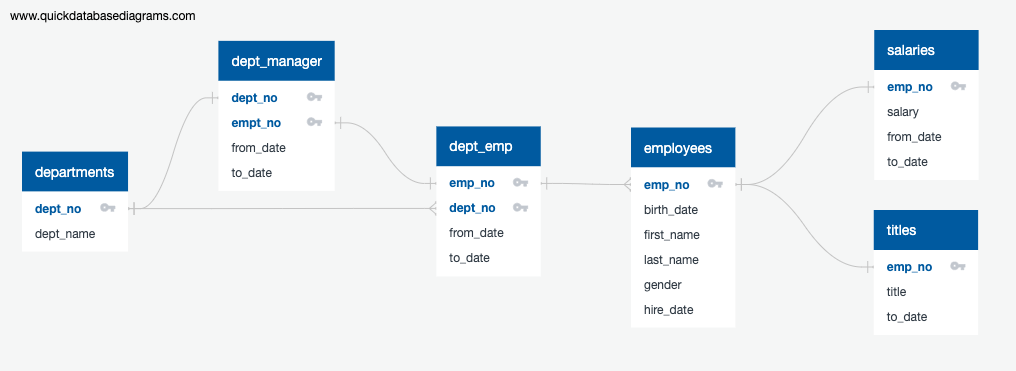 www.quickdatabasediagrams.com
departments
dept_no
dept_name
dept_manager
dept_no
empt_no
from_date
to_date
dept_emp
emp_no
dept_no
from_date
to_date
employees
emp_no
birth_date
first_name
last_name
gender
hire_date
salaries
emp_no
salary
from_date
to_date
titles
emp_no
title
to_date